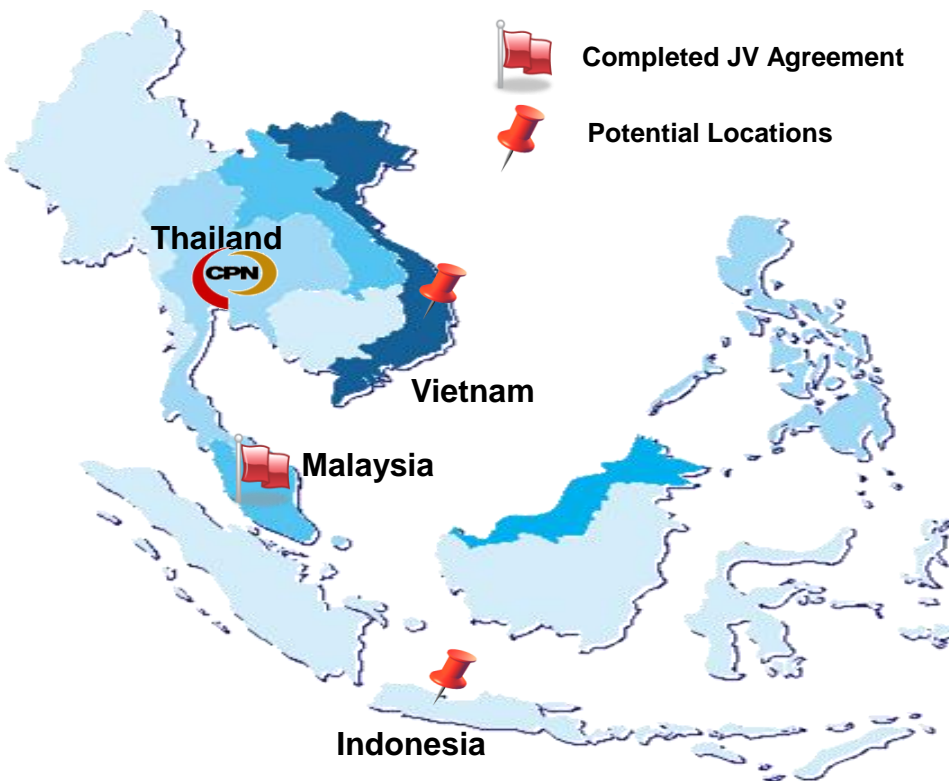 Completed JV Agreement
Potential Locations
Thailand
CPN
Vietnam
Malaysia
Indonesia